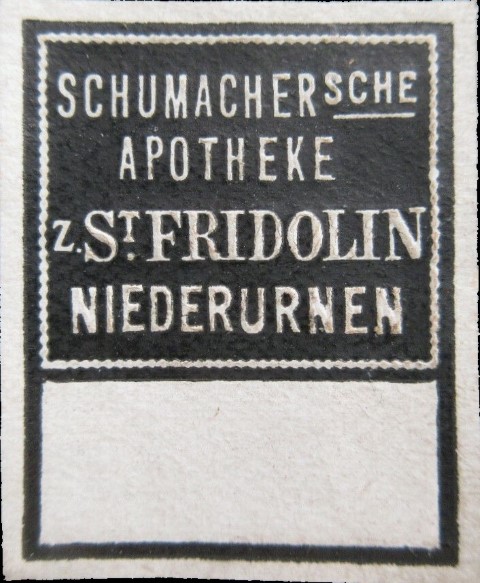 SCHUMACHERSCHE
APOTHEKE
Z. ST. FRIDOLIN
NIEDERURNEN